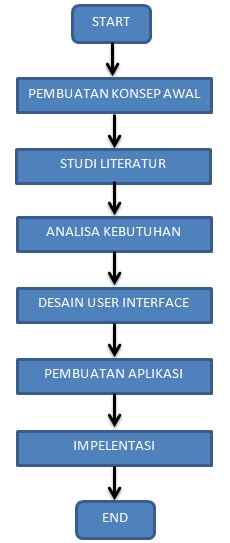 START
PEMBUATAN KONSEP AWAL
STUDI LITERATUR
ANALISA KEBUTUHAN
DESAIN USER INTERFACE
PEMBUATAN APLIKASI
IMPELENTASI
END